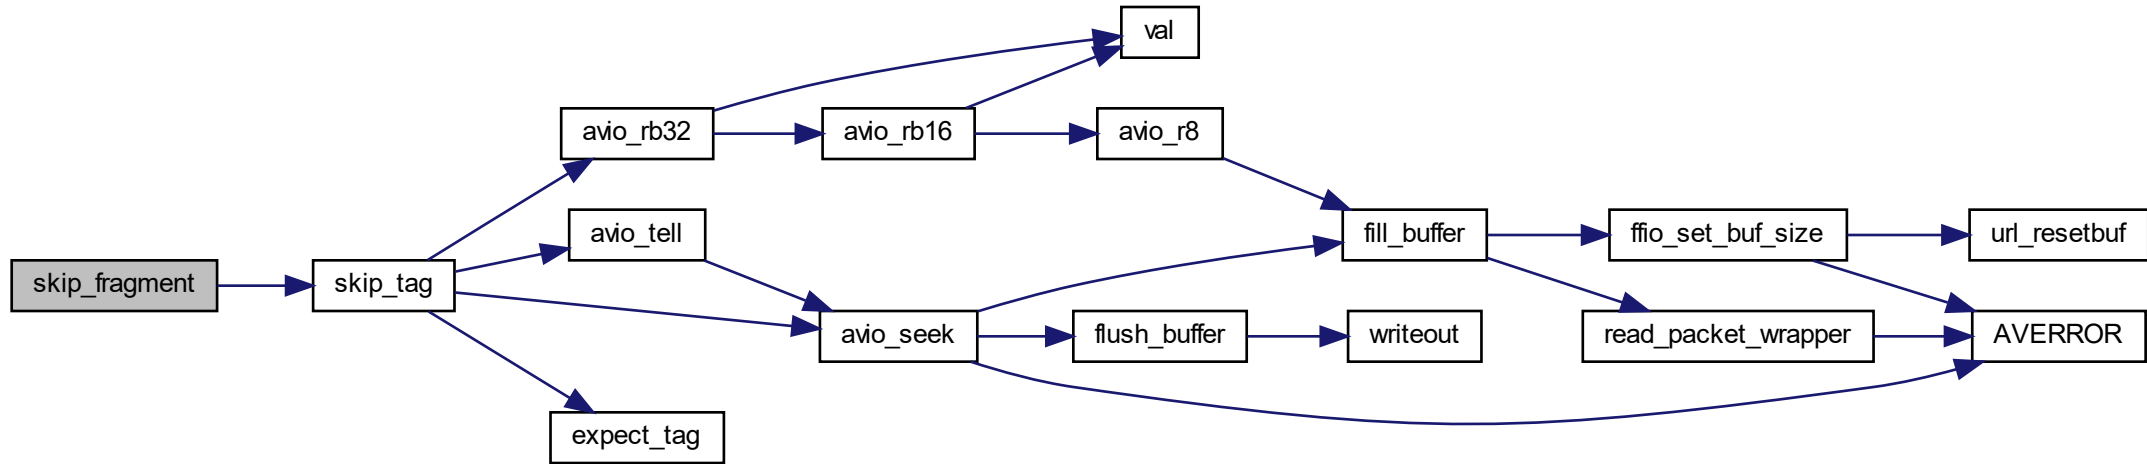 val
avio_rb32
avio_rb16
avio_r8
avio_tell
fill_buffer
ffio_set_buf_size
url_resetbuf
skip_fragment
skip_tag
avio_seek
flush_buffer
writeout
read_packet_wrapper
AVERROR
expect_tag